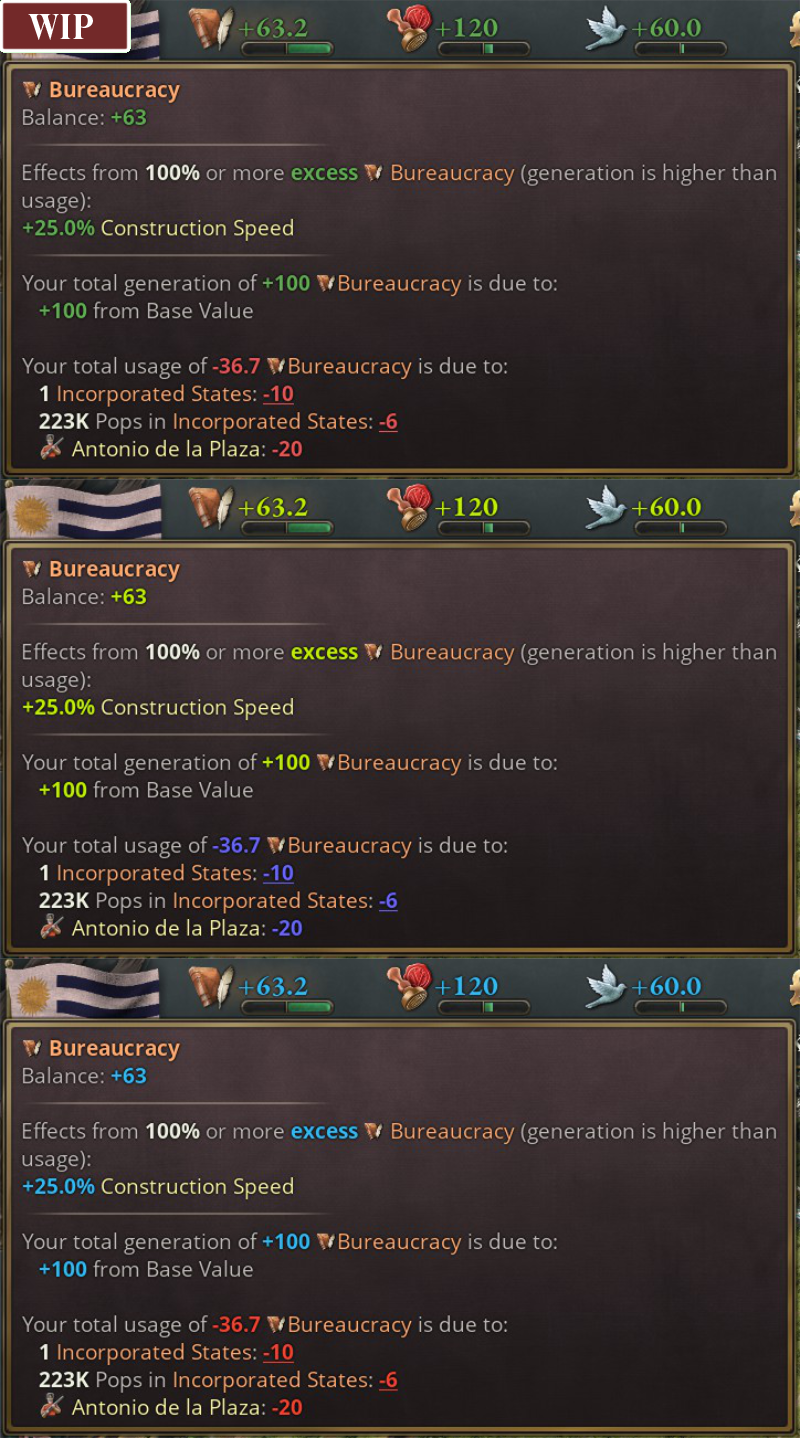 WIP
+63.2 +120 +60.0
Bureaucracy
Balance: +63
Effects from 100% or more excess Bureaucracy (generation is higher than
usage):
+25.0% Construction Speed
Your total generation of +100 Bureaucracy is due to:
+100 from Base Value
Your total usage of -36.7 Bureaucracy is due to:
1 Incorporated States: -10
223K Pops in Incorporated States: -6
Antonio de la Plaza: -20
+63.2 +120 +60.0
Bureaucracy
Balance: +63
Effects from 100% or more excess Bureaucracy (generation is higher than
usage):
+25.0% Construction Speed
Your total generation of +100 Bureaucracy is due to:
+100 from Base Value
Your total usage of -36.7 Bureaucracy is due to:
1 Incorporated States: -10
223K Pops in Incorporated States: -6
Antonio de la Plaza: -20
+63.2 +120 +60.0
Bureaucracy
Balance: +63
Effects from 100% or more excess Bureaucracy (generation is higher than
usage):
+25.0% Construction Speed
Your total generation of +100 Bureaucracy is due to:
+100 from Base Value
Your total usage of -36.7 Bureaucracy is due to:
1 Incorporated States: -10
223K Pops in Incorporated States: -6
Antonio de la Plaza: -20